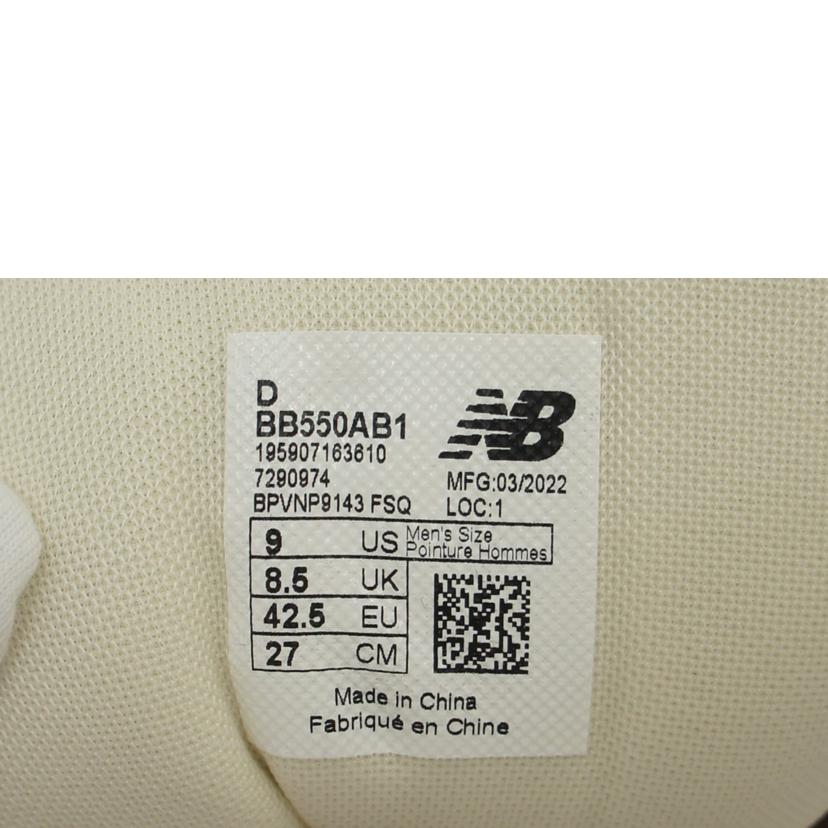 D
BB550AB1
195907163610
7290974
BPVNP9143 FSQ
NB
MFG:03/2022
LOC:1
9 US Men's Size
Pointure Hommes
8.5 UK
42.5 EU
27 CM
Made in China
Fabriqué en Chine